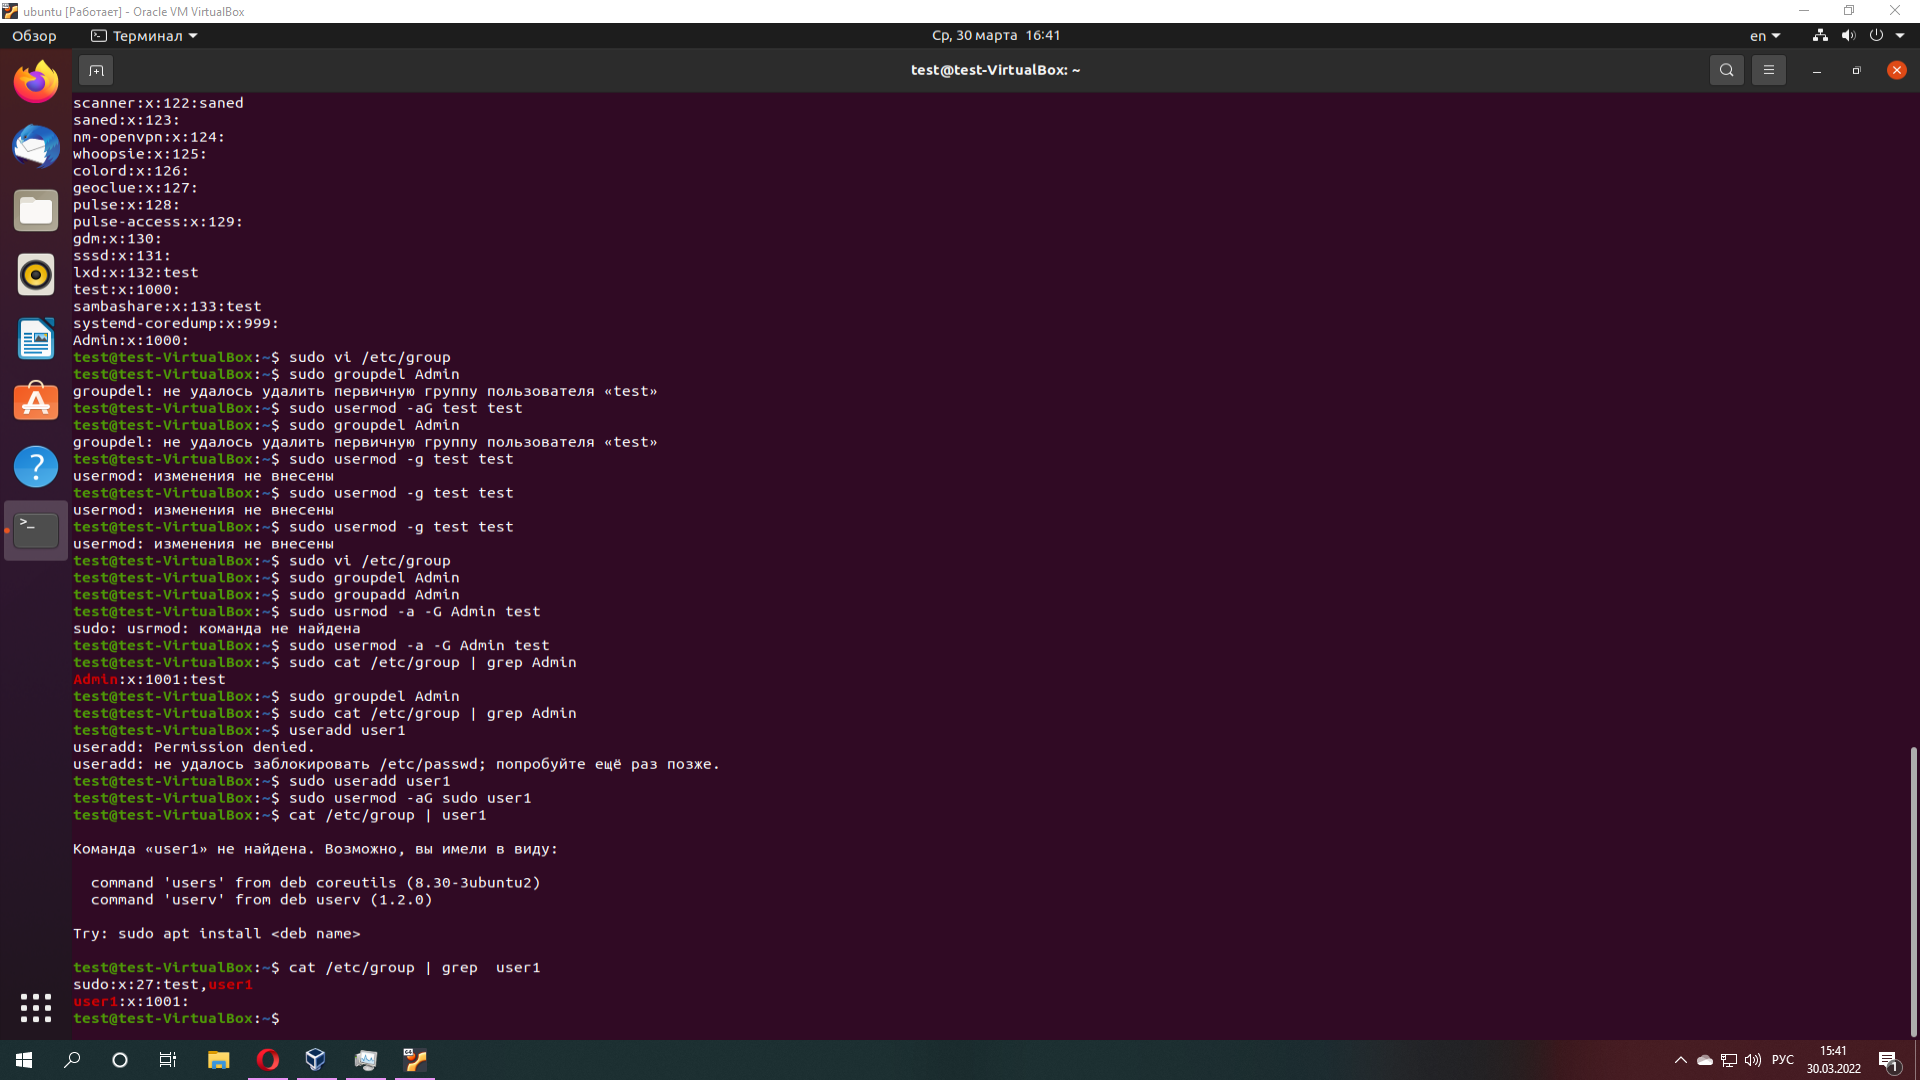 ubuntu [Работает] - Oracle VM VirtualBox
Обзор
Терминал
Ср, 30 марта 16:41
en
test@test-VirtualBox: ~
scanner:x:122:saned
saned:x:123:
nm-openvpn:x:124:
whoopsie:x:125:
colord:x:126:
geoclue:x:127:
pulse:x:128:
pulse-access:x:129:
gdm:x:130:
sssd:x:131:
lxd:x:132:test
test:x:1000:
sambashare:x:133:test
systemd-coredump:x:999:
Admin:x:1000:
test@test-VirtualBox:~$ sudo vi /etc/group
test@test-VirtualBox:~$ sudo groupdel Admin
groupdel: не удалось удалить первичную группу пользователя «test»
test@test-VirtualBox:~$ sudo usermod -aG test test
test@test-VirtualBox:~$ sudo groupdel Admin
groupdel: не удалось удалить первичную группу пользователя «test»
test@test-VirtualBox:~$ sudo usermod -g test test
usermod: изменения не внесены
test@test-VirtualBox:~$ sudo usermod -g test test
usermod: изменения не внесены
test@test-VirtualBox:~$ sudo usermod -g test test
usermod: изменения не внесены
test@test-VirtualBox:~$ sudo vi /etc/group
test@test-VirtualBox:~$ sudo groupdel Admin
test@test-VirtualBox:~$ sudo groupadd Admin
test@test-VirtualBox:~$ sudo usrmod -a -G Admin test
sudo: usrmod: команда не найдена
test@test-VirtualBox:~$ sudo usermod -a -G Admin test
test@test-VirtualBox:~$ sudo cat /etc/group | grep Admin
Admin:x:1001:test
test@test-VirtualBox:~$ sudo groupdel Admin
test@test-VirtualBox:~$ sudo cat /etc/group | grep Admin
test@test-VirtualBox:~$ useradd user1
useradd: Permission denied.
useradd: не удалось заблокировать /etc/passwd; попробуйте ещё раз позже.
test@test-VirtualBox:~$ sudo useradd user1
test@test-VirtualBox:~$ sudo usermod -aG sudo user1
test@test-VirtualBox:~$ cat /etc/group | user1
Команда «user1» не найдена. Возможно, вы имели в виду:
command 'users' from deb coreutils (8.30-3ubuntu2)
command 'userv' from deb userv (1.2.0)
Try: sudo apt install <deb name>
test@test-VirtualBox:~$ cat /etc/group | grep  user1
sudo:x:27:test,user1
user1:x:1001:
test@test-VirtualBox:~$
РУС
15:41
30.03.2022
1